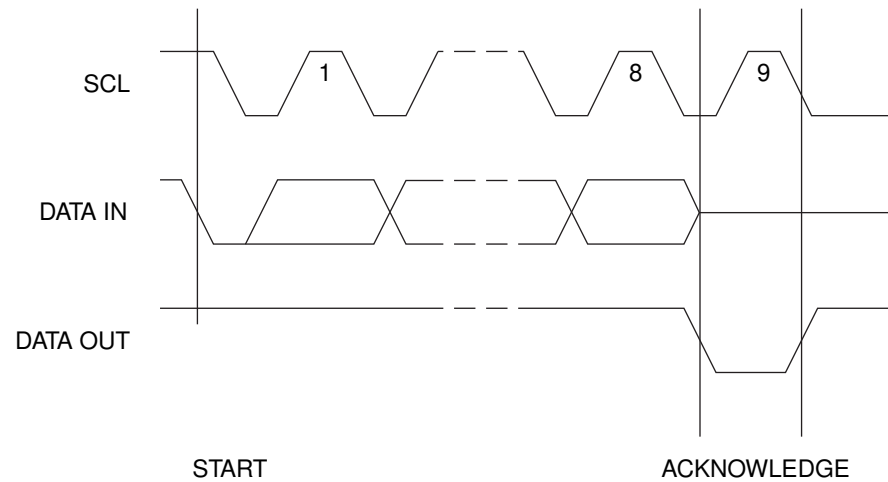 SCL
1
8
9
DATA IN
DATA OUT
START
ACKNOWLEDGE